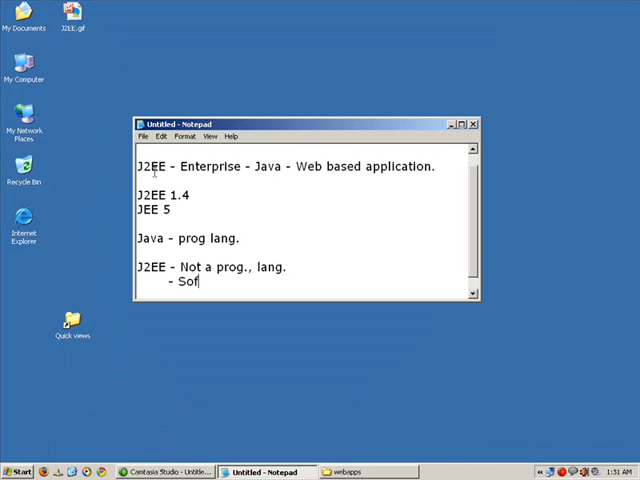 My Documents
J2EE.gif
My Computer
My Network
Places
Recycle Bin
Internet
Explorer
Quick views
Untitled - Notepad
File Edit Format View Help
J2EE - Enterprise - Java - Web based application.
J2EE 1.4
JEE 5
Java - prog lang.
J2EE - Not a prog., lang.
- Sof
Start
Camtasia Studio - Untitle...
Untitled - Notepad
webapps
1:31 AM